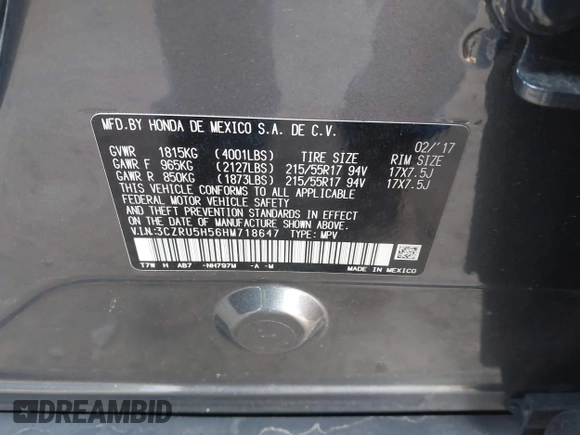 MFD.BY HONDA DE MEXICO S.A. DE C.V.
02/'17
GVWR 1815KG (4001LBS) TIRE SIZE RIM SIZE
GAWR F 965KG (2127LBS) 215/55R17 94V 17X7.5J
GAWR R 850KG (1873LBS) 215/55R17 94V 17X7.5J
THIS VEHICLE CONFORMS TO ALL APPLICABLE
FEDERAL MOTOR VEHICLE SAFETY, BUMPER,
AND THEFT PREVENTION STANDARDS IN EFFECT
ON THE DATE OF MANUFACTURE SHOWN ABOVE.
V.I.N:3CZRU5H56HM718647 TYPE: MPV
17W H AB7 -NH797M -A -M
MADE IN MEXICO
DREAMBID